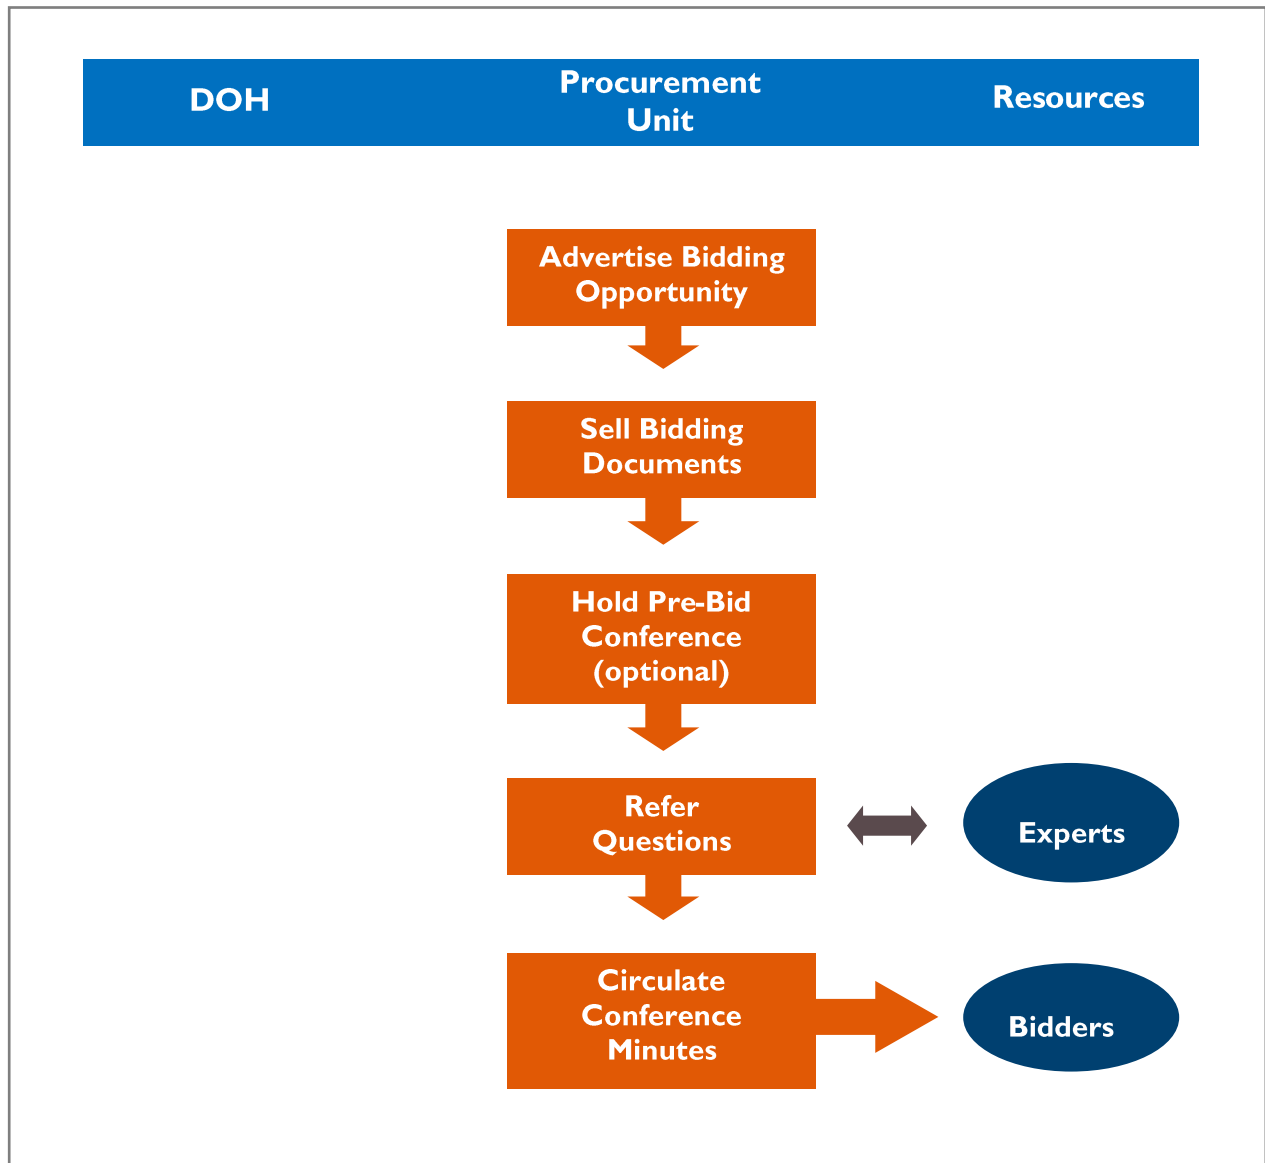 DOH
Procurement
Unit
Resources
Advertise Bidding
Opportunity
Sell Bidding
Documents
Hold Pre-Bid
Conference
(optional)
Refer
Questions
Experts
Circulate
Conference
Minutes
Bidders